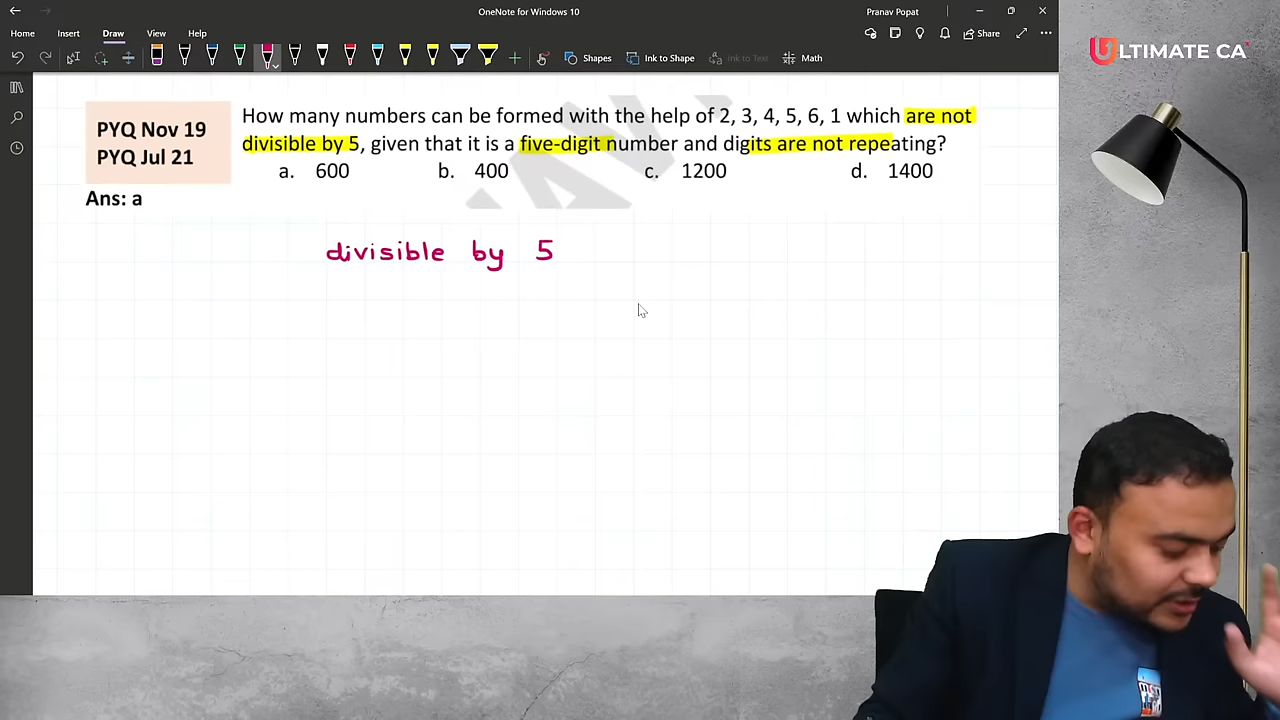 OneNote for Windows 10
Pranav Popat
Home Insert Draw View Help
Share
Shapes Ink to Shape Ink to Text Math
ULTIMATE CA
PYQ Nov 19
PYQ Jul 21
How many numbers can be formed with the help of 2, 3, 4, 5, 6, 1 which are not
divisible by 5, given that it is a five-digit number and digits are not repeating?
a. 600 b. 400 c. 1200 d. 1400
Ans: a
divisible by 5